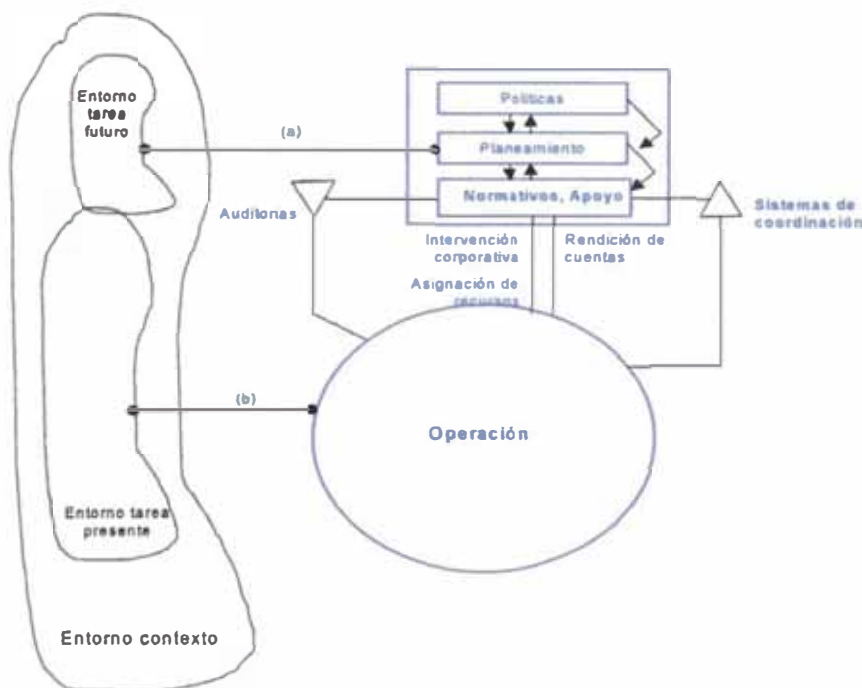 Entorno
tarea
futuro
(a)
Políticas
Planeamiento
Normativos, Apoyo
Auditorias
Sistemas de
coordinación
Intervención
corporativa
Rendición de
cuentas
Asignación de
recursos
(b)
Operación
Entorno tarea
presente
Entorno contexto